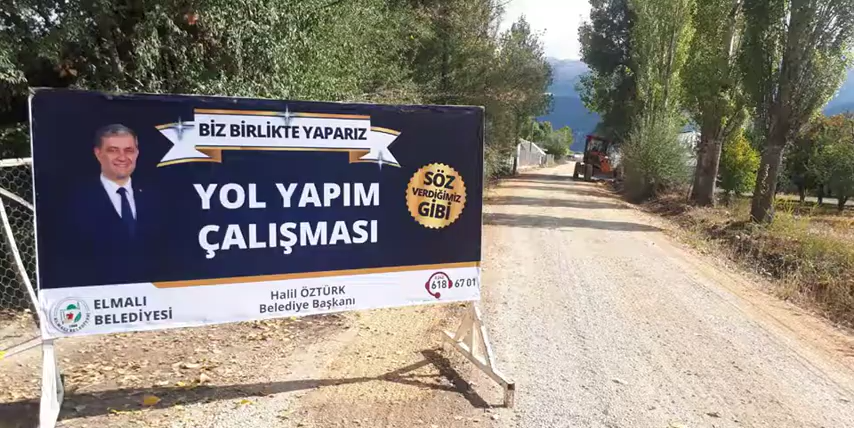 BİZ BİRLİKTE YAPARIZ
YOL YAPIM
ÇALIŞMASI
SÖZ
VERDİĞİMİZ
GİBİ
ELMALI
BELEDİYESİ
Halil ÖZTÜRK
Belediye Başkanı
618 67 01